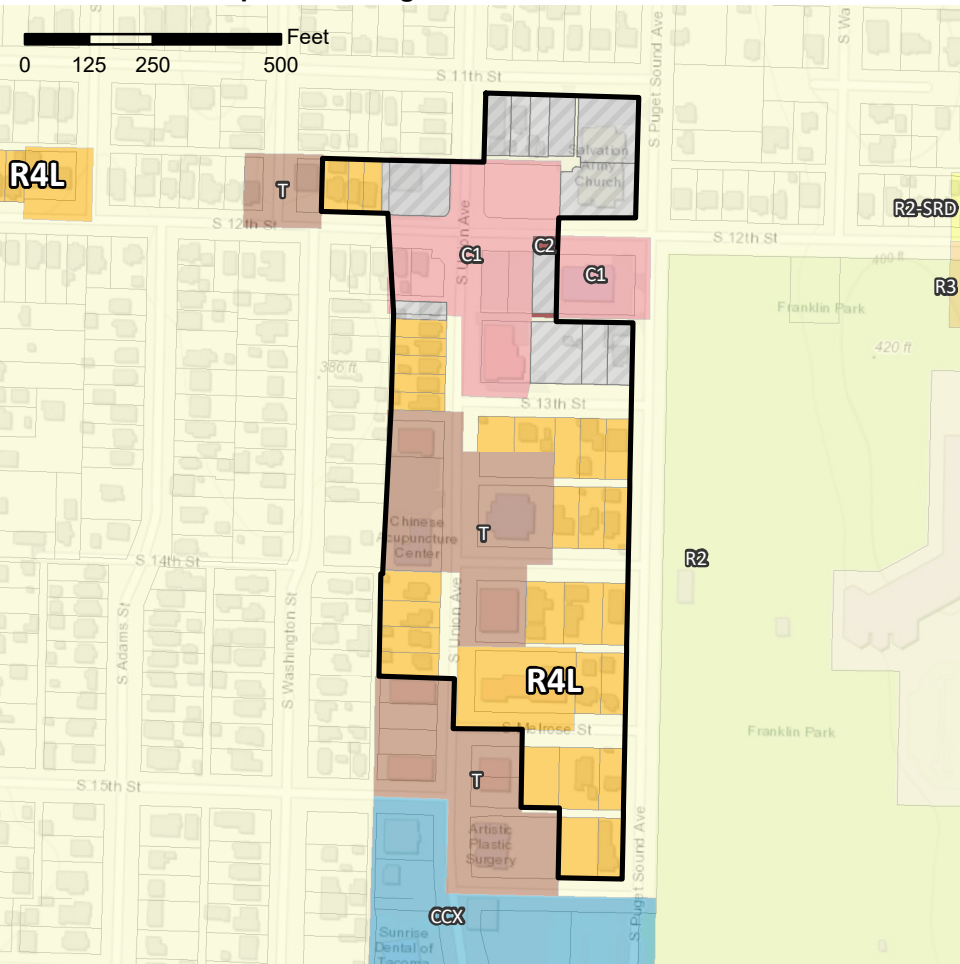 Feet
0 125 250 500
S 11th St
S Puget Sound Ave
S Wa
Salvation
Army
Church
R4L
T
R2-SRD
S 12th St
S Union Ave
C1
C2
S 12th St
C1
400 ft
R3
Franklin Park
386 ft
420 ft
S 13th St
Chinese
Acupuncture
Center
T
S 14th St
R2
S Adams St
S Washington St
S Union Ave
R4L
S Melrose St
Franklin Park
T
S 15th St
Artistic
Plastic
Surgery
S Puget Sound Ave
CCX
Sunrise
Dental of
Tacoma